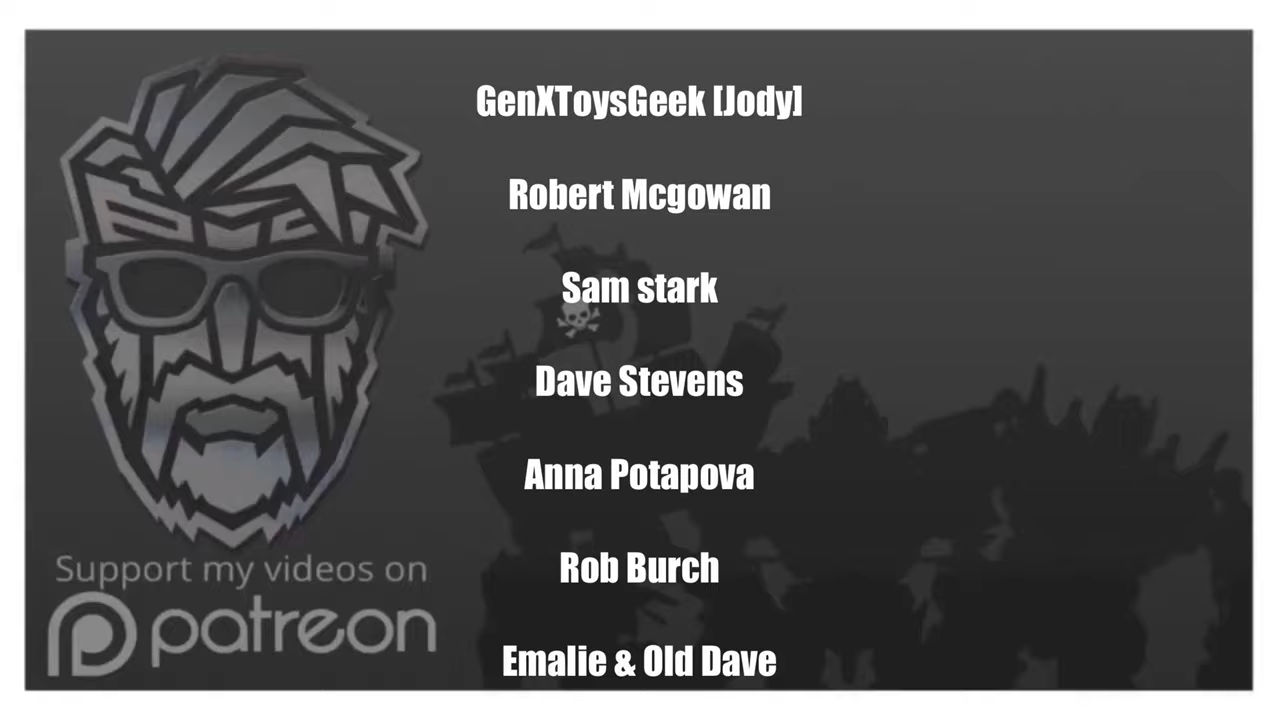 GenXToysGeek [Jody]
Robert Mcgowan
Sam stark
Dave Stevens
Anna Potapova
Rob Burch
Emalie & Old Dave
Support my videos on
patreon